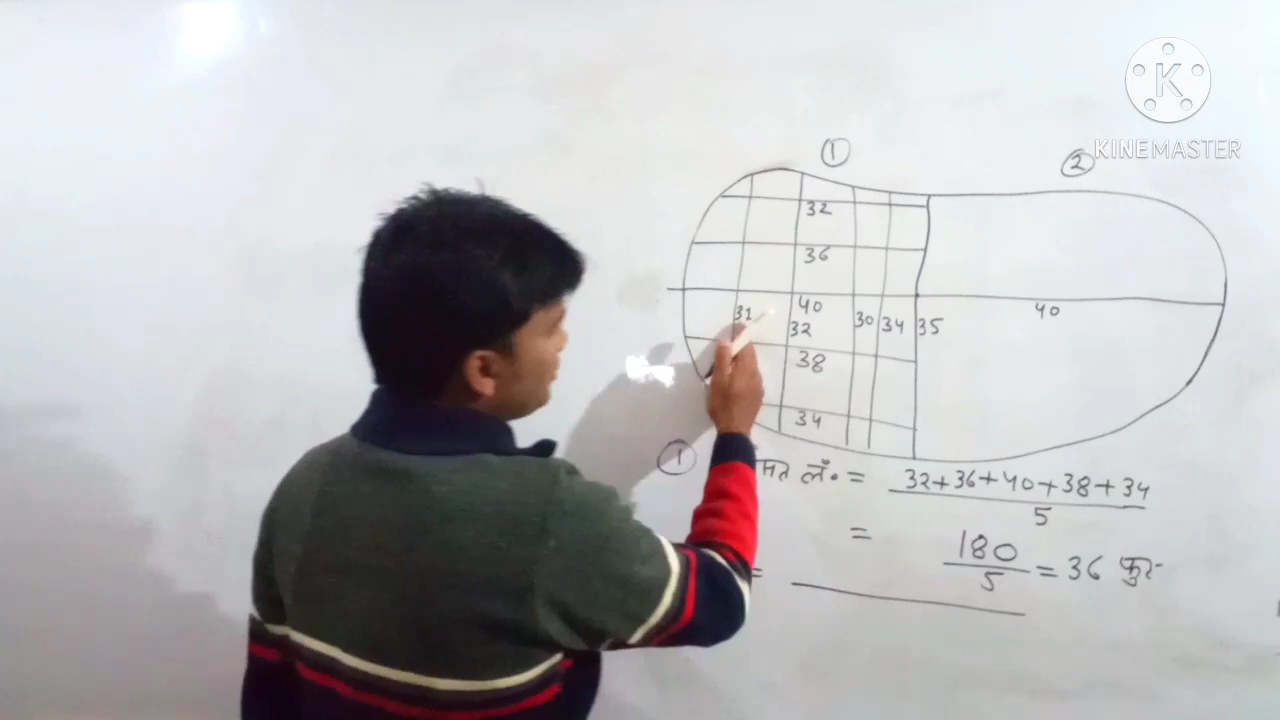 K
KINEMASTER
① ②
32
36
40 40
31 32 30 34 35
38
34
① लं० = 32+36+40+38+34
5
= 180
5 = 36 फुट
=